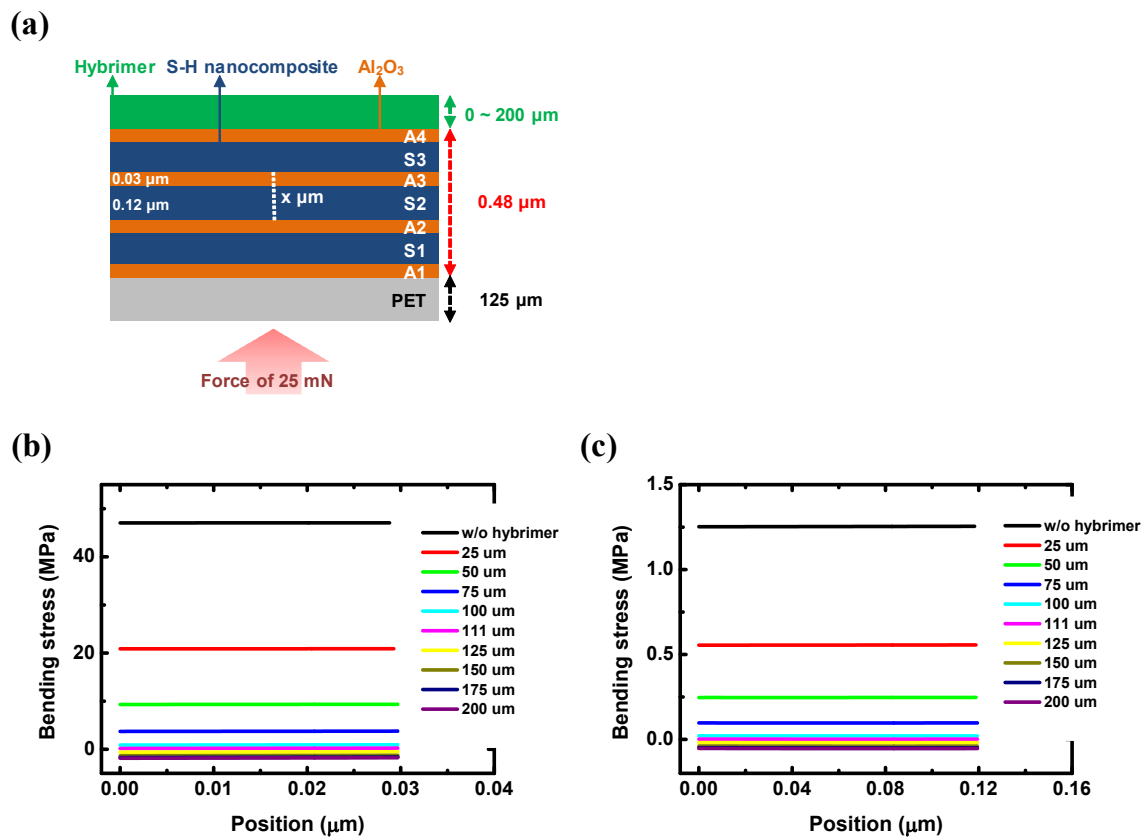 (a)
Hybrimer S-H nanocomposite Al₂O₃
0 ~ 200 μm
A4
S3
0.03 μm A3
0.12 μm x μm S2 0.48 μm
A2
S1
A1
PET 125 μm
Force of 25 mN
(b)
Bending stress (MPa)
40
20
0
0.00 0.01 0.02 0.03 0.04
Position (μm)
w/o hybrimer
25 um
50 um
75 um
100 um
111 um
125 um
150 um
175 um
200 um
(c)
Bending stress (MPa)
1.5
1.0
0.5
0.0
0.00 0.04 0.08 0.12 0.16
Position (μm)
w/o hybrimer
25 um
50 um
75 um
100 um
111 um
125 um
150 um
175 um
200 um